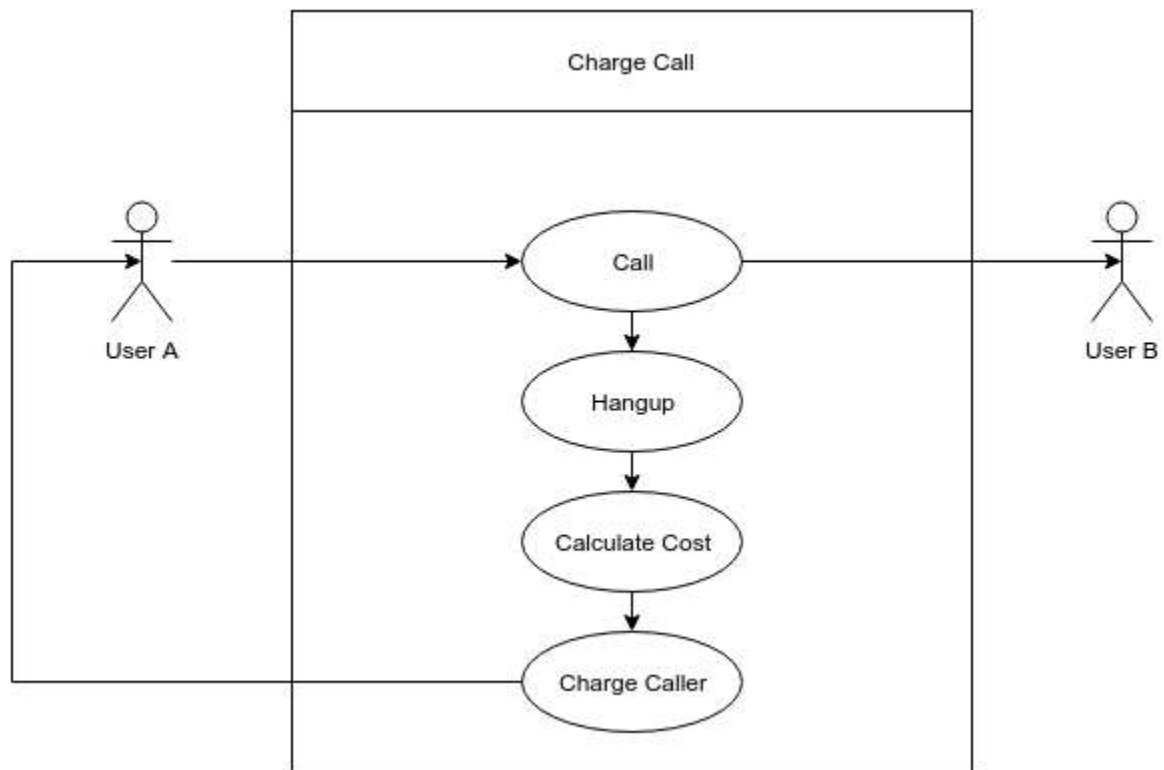 Charge Call
Call
User A
User B
Hangup
Calculate Cost
Charge Caller